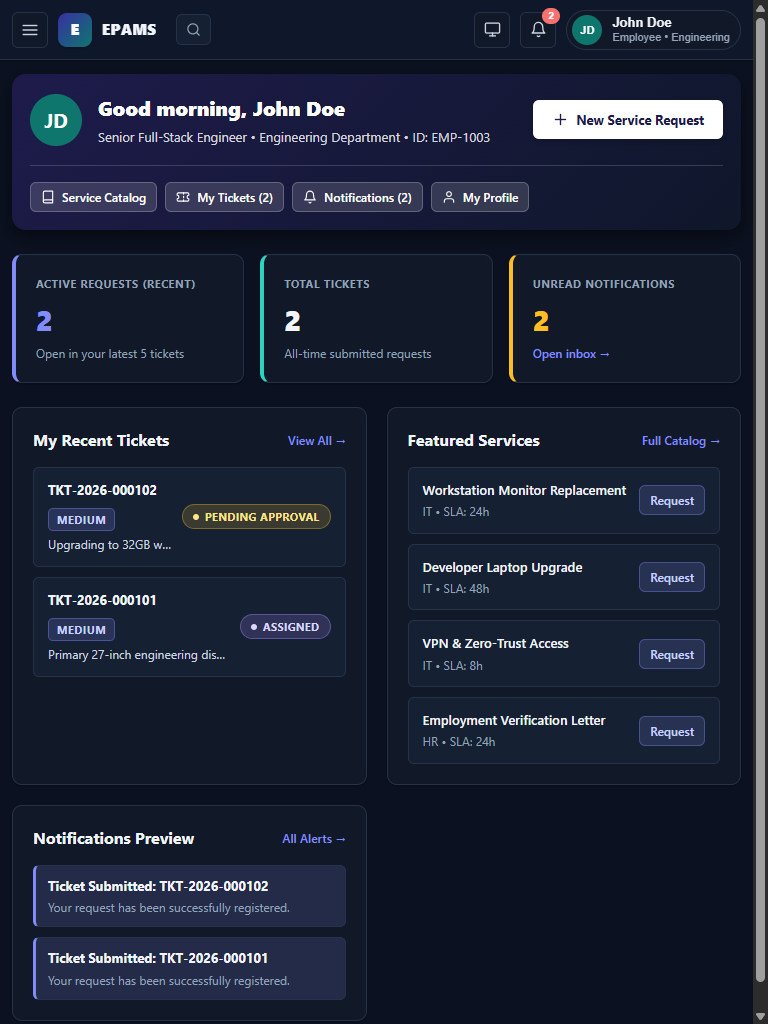 E EPAMS
2
JD
John Doe
Employee • Engineering
JD
Good morning, John Doe
Senior Full-Stack Engineer • Engineering Department • ID: EMP-1003
+ New Service Request
Service Catalog
My Tickets (2)
Notifications (2)
My Profile
ACTIVE REQUESTS (RECENT)
2
Open in your latest 5 tickets
TOTAL TICKETS
2
All-time submitted requests
UNREAD NOTIFICATIONS
2
Open inbox →
My Recent Tickets
View All →
TKT-2026-000102
MEDIUM
Upgrading to 32GB w...
● PENDING APPROVAL
TKT-2026-000101
MEDIUM
Primary 27-inch engineering dis...
● ASSIGNED
Featured Services
Full Catalog →
Workstation Monitor Replacement
IT • SLA: 24h
Request
Developer Laptop Upgrade
IT • SLA: 48h
Request
VPN & Zero-Trust Access
IT • SLA: 8h
Request
Employment Verification Letter
HR • SLA: 24h
Request
Notifications Preview
All Alerts →
Ticket Submitted: TKT-2026-000102
Your request has been successfully registered.
Ticket Submitted: TKT-2026-000101
Your request has been successfully registered.